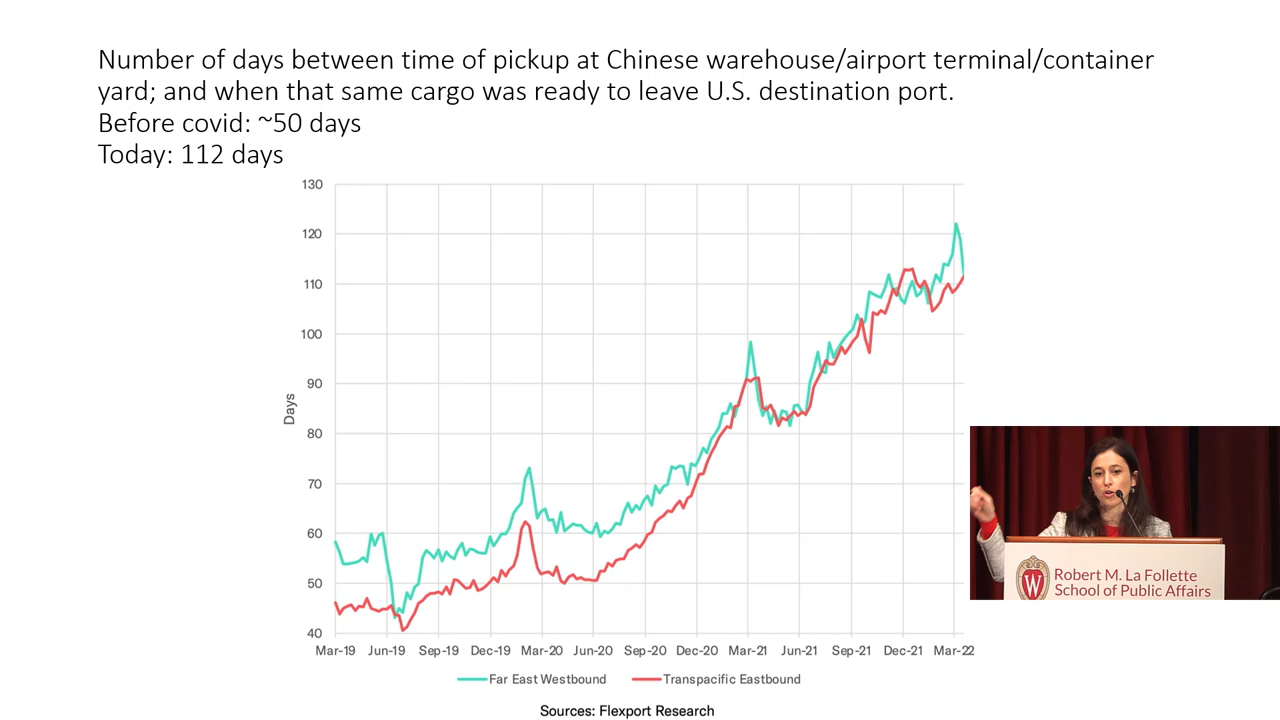 Number of days between time of pickup at Chinese warehouse/airport terminal/container
yard; and when that same cargo was ready to leave U.S. destination port.
Before covid: ~50 days
Today: 112 days
130
120
110
100
90
80
70
60
50
40
Days
Mar-19 Jun-19 Sep-19 Dec-19 Mar-20 Jun-20 Sep-20 Dec-20 Mar-21 Jun-21 Sep-21 Dec-21 Mar-22
Far East Westbound Transpacific Eastbound
Sources: Flexport Research
W
Robert M. La Follette
School of Public Affairs